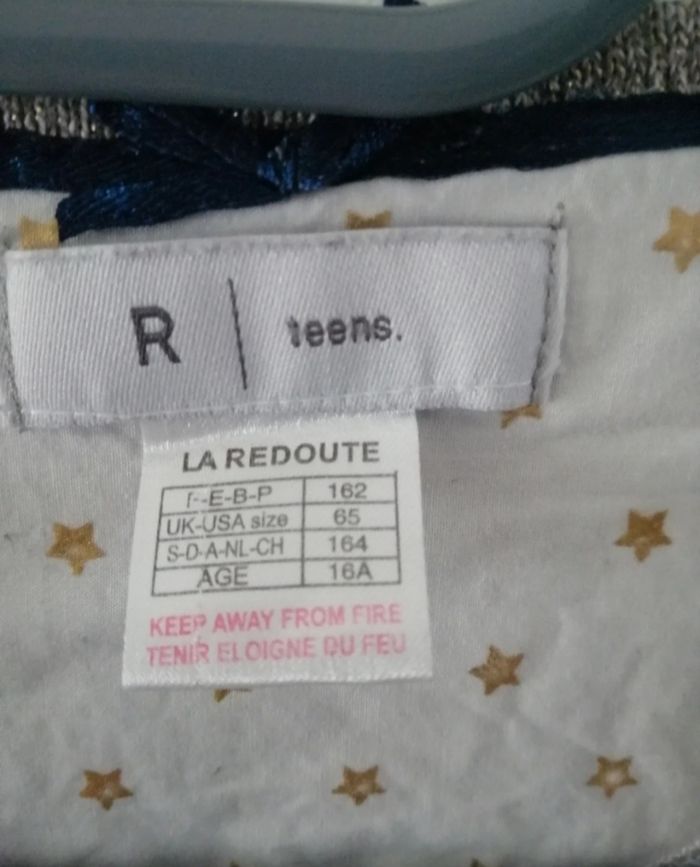 R | teens.
LA REDOUTE
F-E-B-P 162
UK-USA size 65
S-D-A-NL-CH 164
AGE 16A
KEEP AWAY FROM FIRE
TENIR ELOIGNE DU FEU